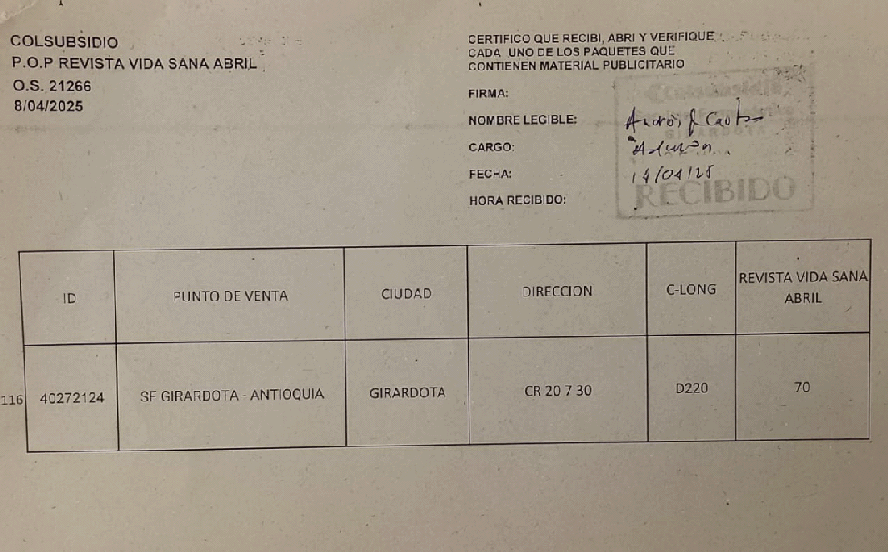 COLSUBSIDIO
P.O.P REVISTA VIDA SANA ABRIL
O.S. 21266
8/04/2025
CERTIFICO QUE RECIBI, ABRI Y VERIFIQUE
CADA UNO DE LOS PAQUETES QUE
CONTIENEN MATERIAL PUBLICITARIO
FIRMA:
NOMBRE LEGIBLE:
CARGO:
FECHA:
HORA RECIBIDO:
Colsubsidio
GIRARDOTA
RECIBIDO
ID PUNTO DE VENTA CIUDAD DIRECCION C-LONG REVISTA VIDA SANA
ABRIL
116 40272124 SF GIRARDOTA - ANTIOQUIA GIRARDOTA CR 20 7 30 D220 70